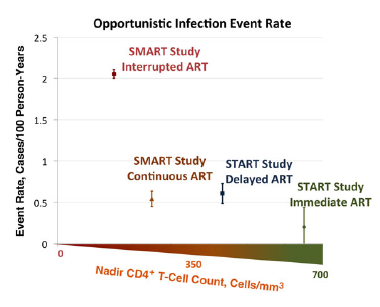 Opportunistic Infection Event Rate
Event Rate, Cases/100 Person-Years
2.5
2
1.5
1
0.5
0
SMART Study
Interrupted ART
SMART Study
Continuous ART
START Study
Delayed ART
START Study
Immediate ART
0
350
700
Nadir CD4⁺ T-Cell Count, Cells/mm³